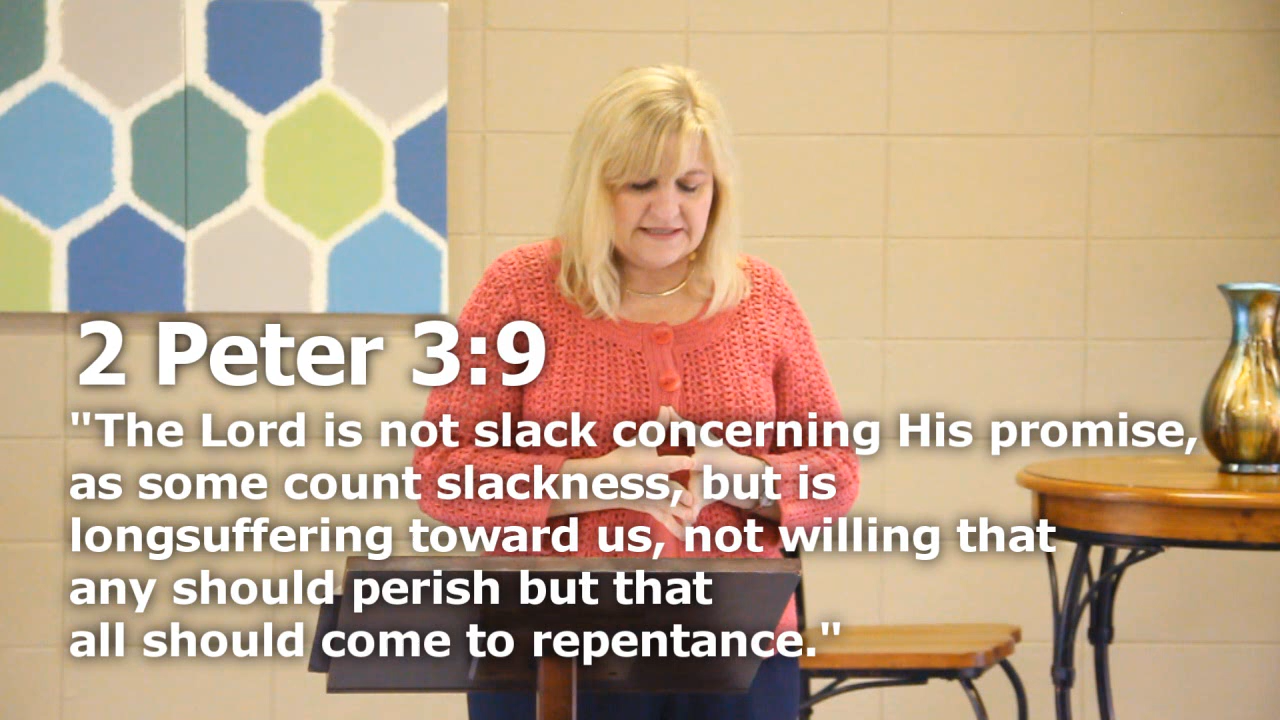 2 Peter 3:9
"The Lord is not slack concerning His promise,
as some count slackness, but is
longsuffering toward us, not willing that
any should perish but that
all should come to repentance."